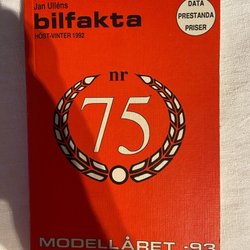 Jan Ulléns
bilfakta
HÖST-VINTER 1992
DATA
PRESTANDA
PRISER
nr
75
MODELLÅRET -93